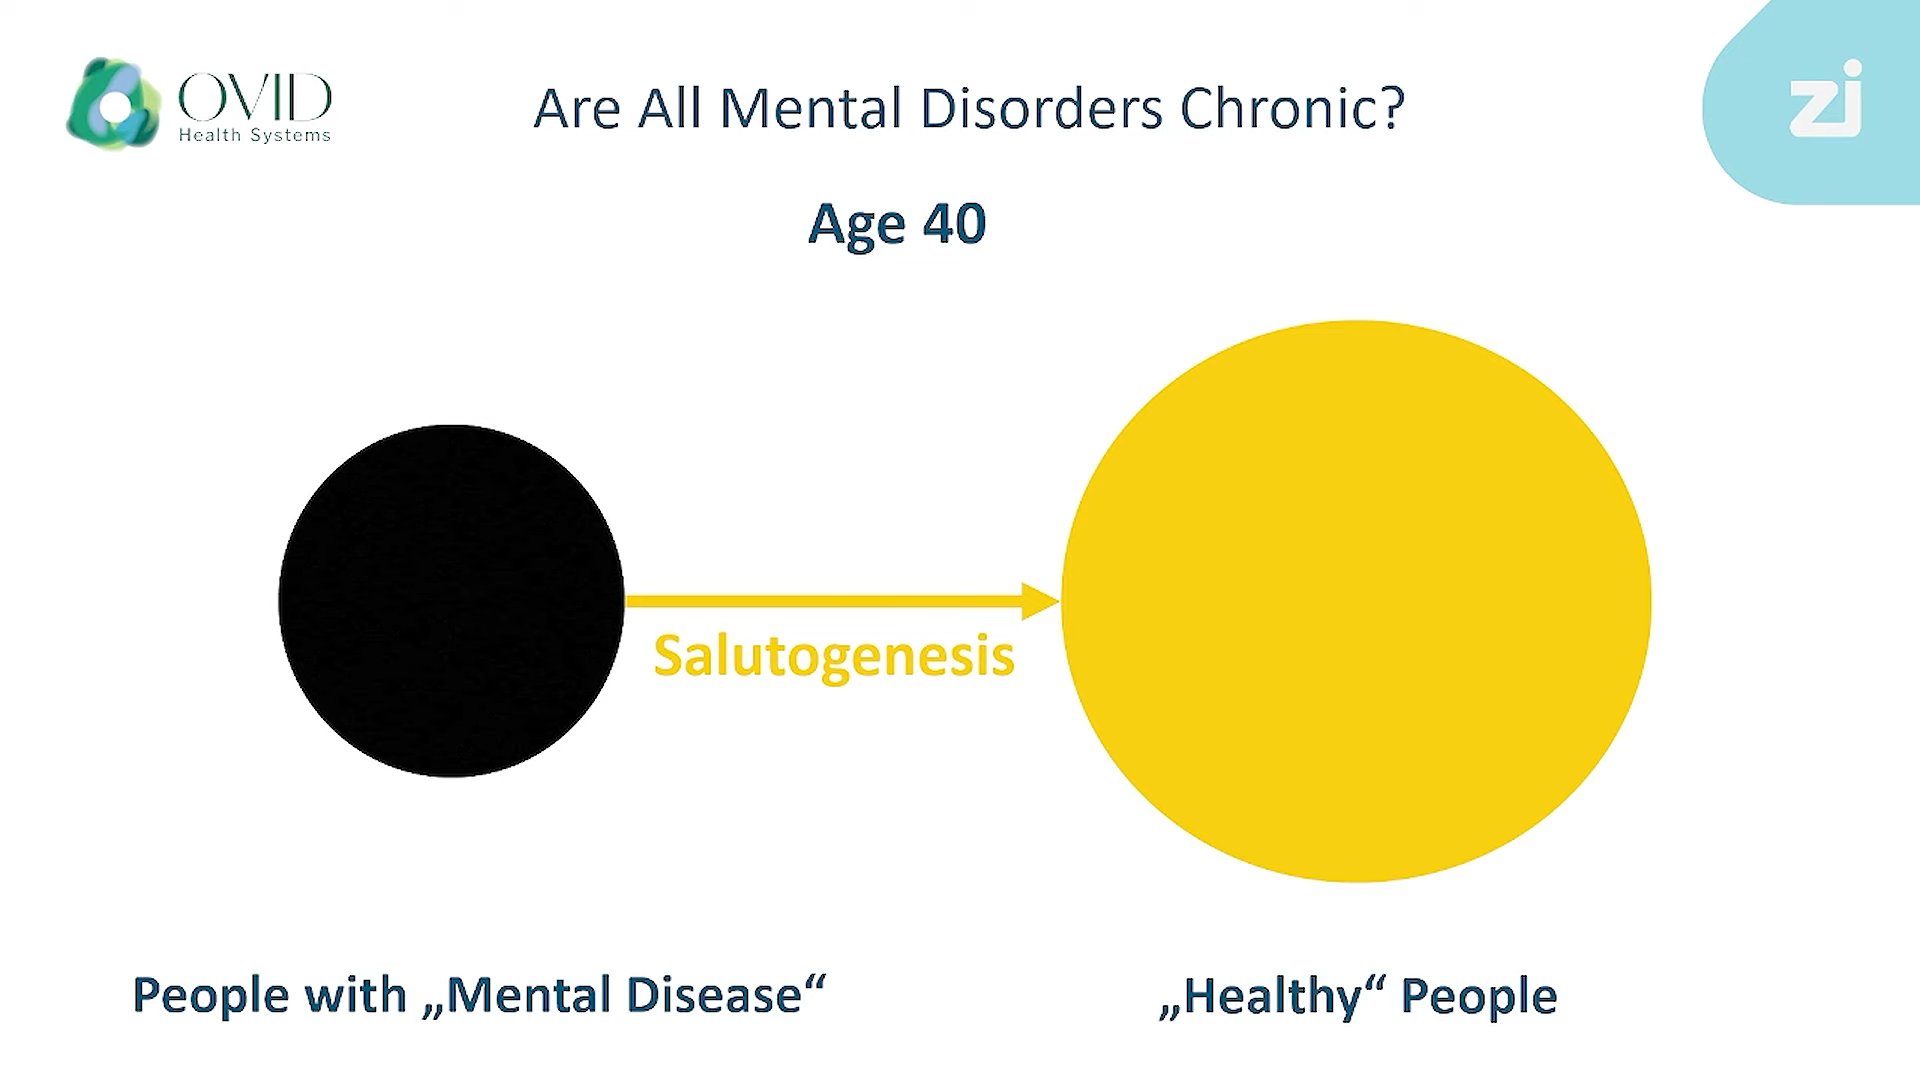 OVID
Health Systems
Are All Mental Disorders Chronic?
zi
Age 40
Salutogenesis
People with „Mental Disease“
„Healthy“ People